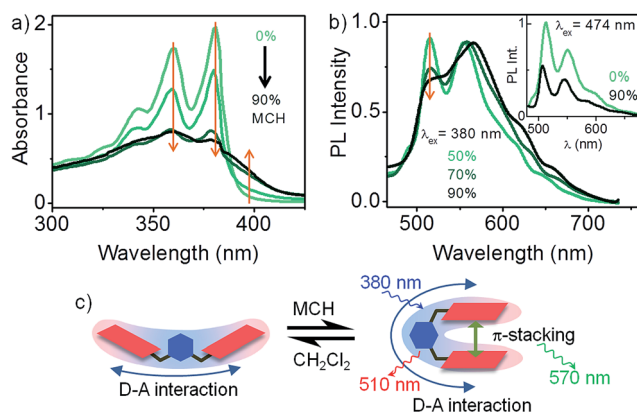 a)
2
1
0
Absorbance
300
350
400
Wavelength (nm)
0%
90%
MCH
b)
1.0
0.5
0.0
PL Intensity
500
600
700
Wavelength (nm)
λex = 380 nm
50%
70%
90%
λex = 474 nm
PL Int.
1
0
0%
90%
500
600
λ (nm)
c)
D-A interaction
MCH
CH2Cl2
380 nm
510 nm
π-stacking
570 nm
D-A interaction